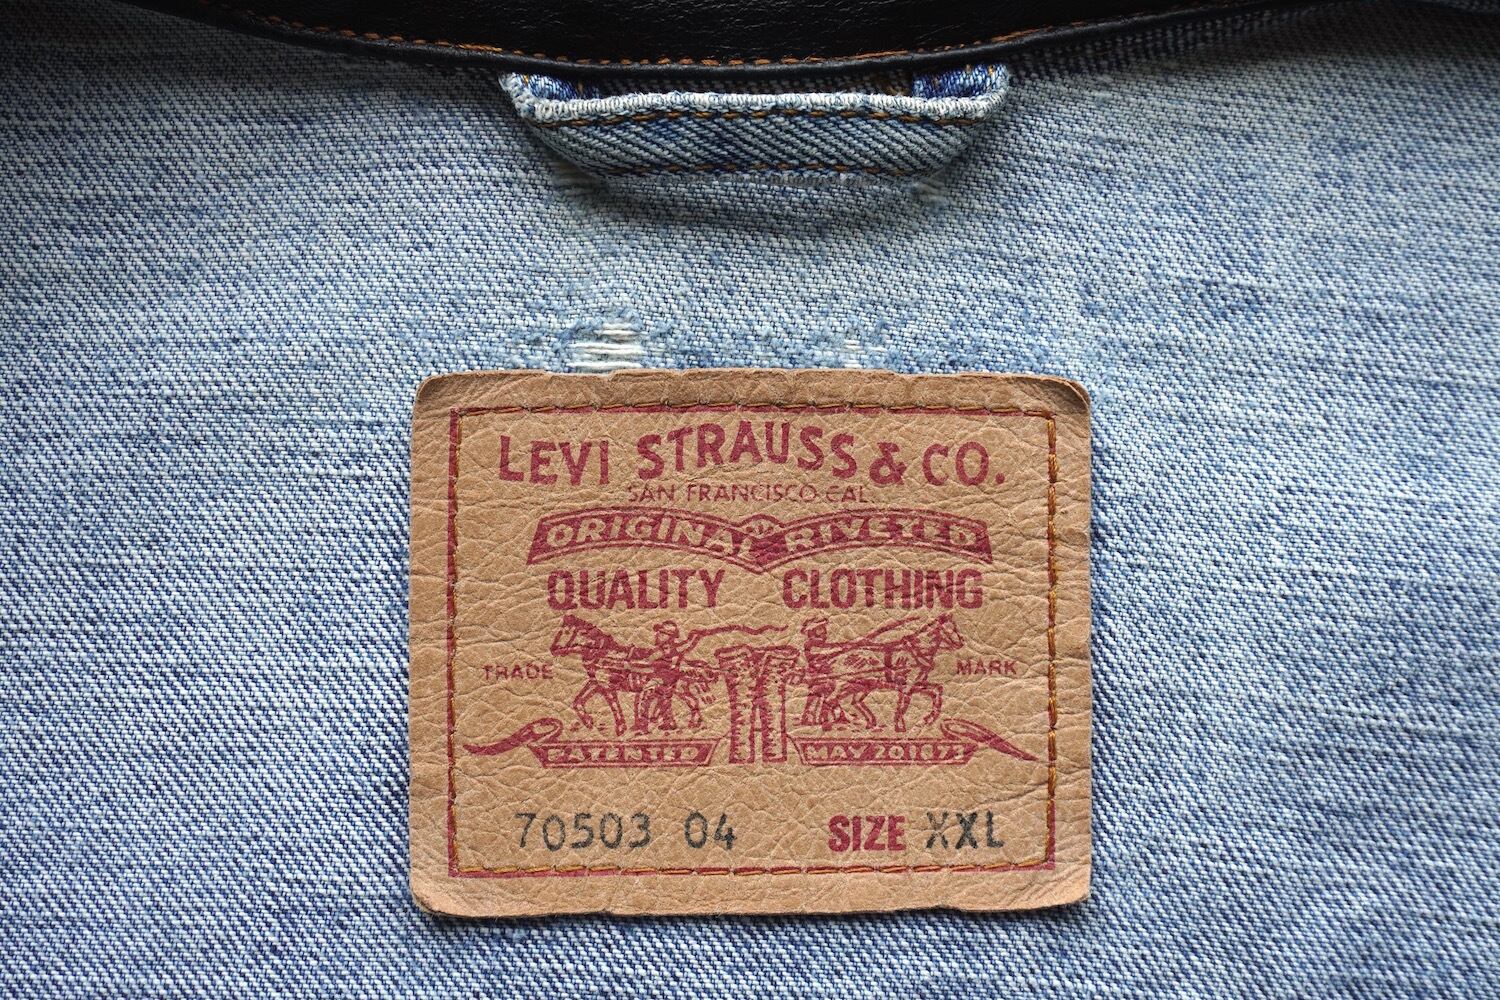 LEVI STRAUSS & CO.
SAN FRANCISCO, CAL.
ORIGINAL RIVETED
QUALITY CLOTHING
TRADE MARK
PATENTED MAY 20 1873
70503 04 SIZE XXL